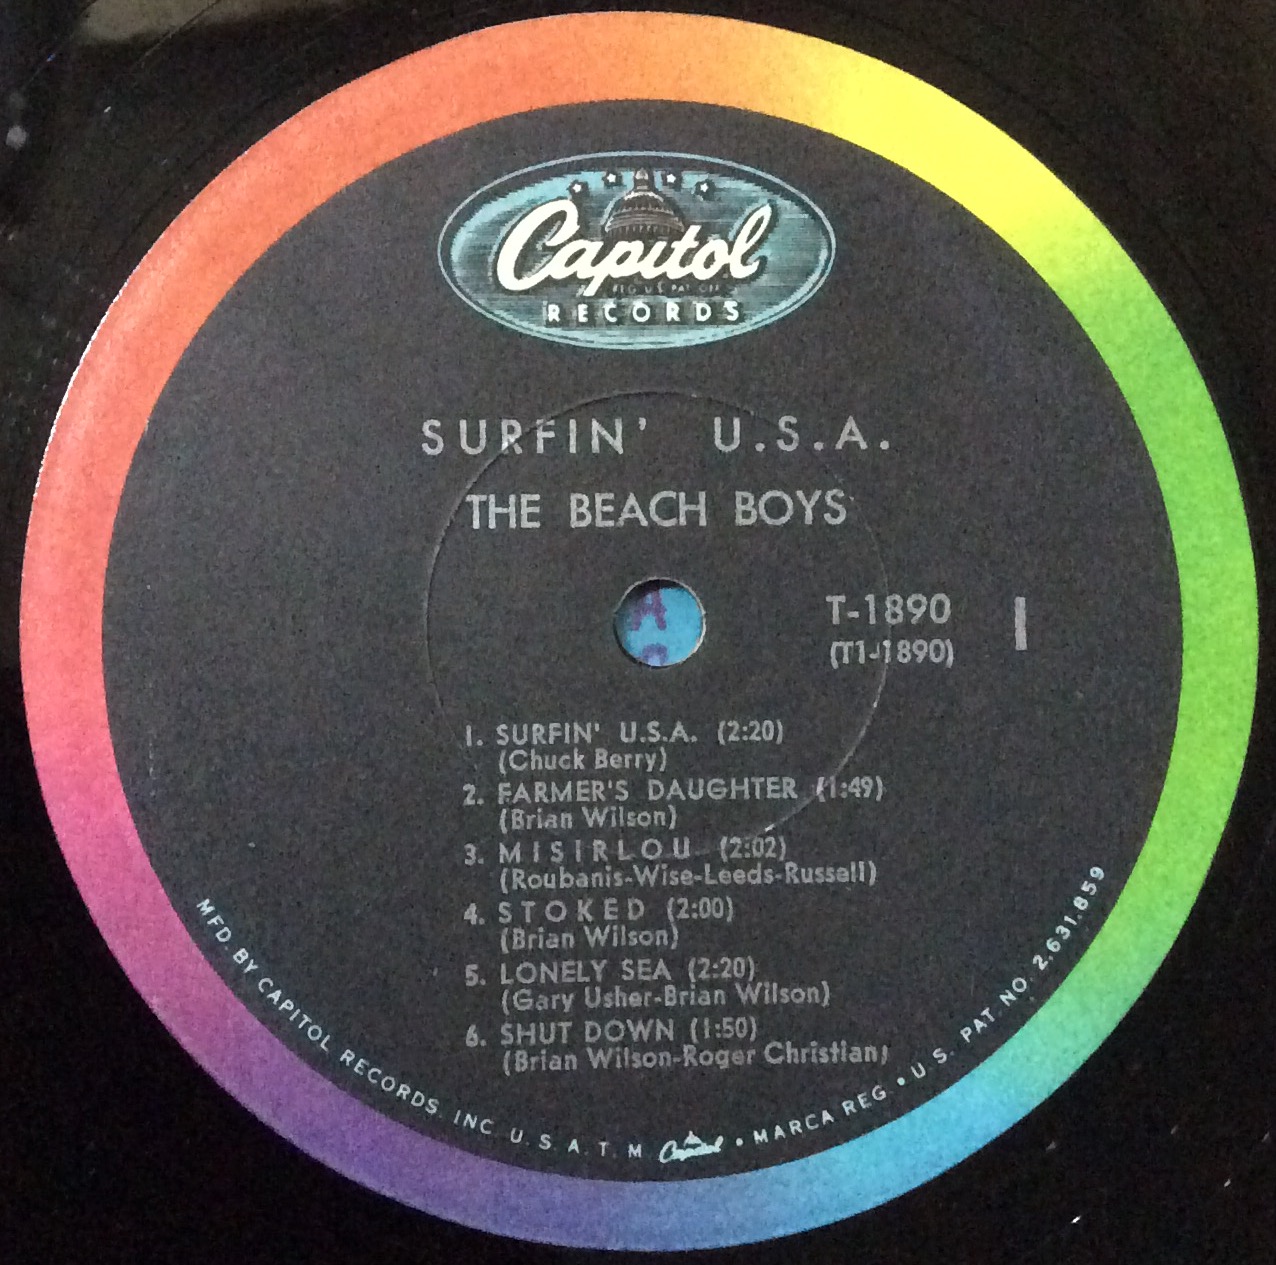 Capitol
RECORDS
SURFIN' U.S.A.
THE BEACH BOYS
T-1890
(T1-1890)
1
1. SURFIN' U.S.A. (2:20)
(Chuck Berry)
2. FARMER'S DAUGHTER (1:49)
(Brian Wilson)
3. MISIRLOU (2:02)
(Roubanis-Wise-Leeds-Russell)
4. STOKED (2:00)
(Brian Wilson)
5. LONELY SEA (2:20)
(Gary Usher-Brian Wilson)
6. SHUT DOWN (1:50)
(Brian Wilson-Roger Christian)
MFD. BY CAPITOL RECORDS, INC. U.S.A. T.M. Capitol • MARCA REG • U.S. PAT. NO. 2,631,859